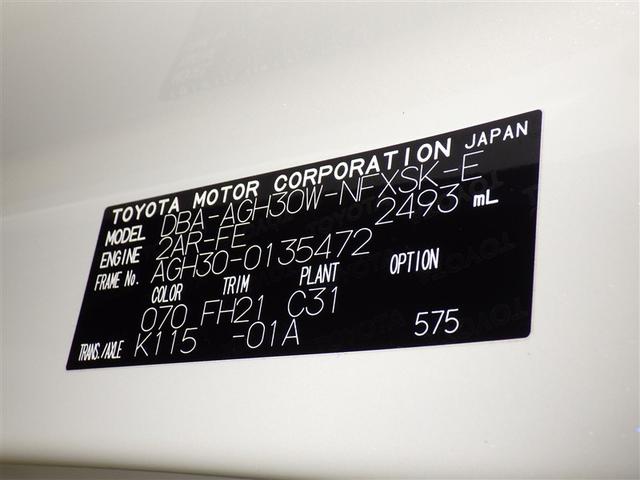 TOYOTA MOTOR CORPORATION JAPAN
MODEL DBA-AGH30W-NFXSK-E
ENGINE 2AR-FE 2493 mL
FRAME No. AGH30-0135472
COLOR TRIM PLANT OPTION
070 FH21 C31
TRANS./AXLE K115 -01A 575